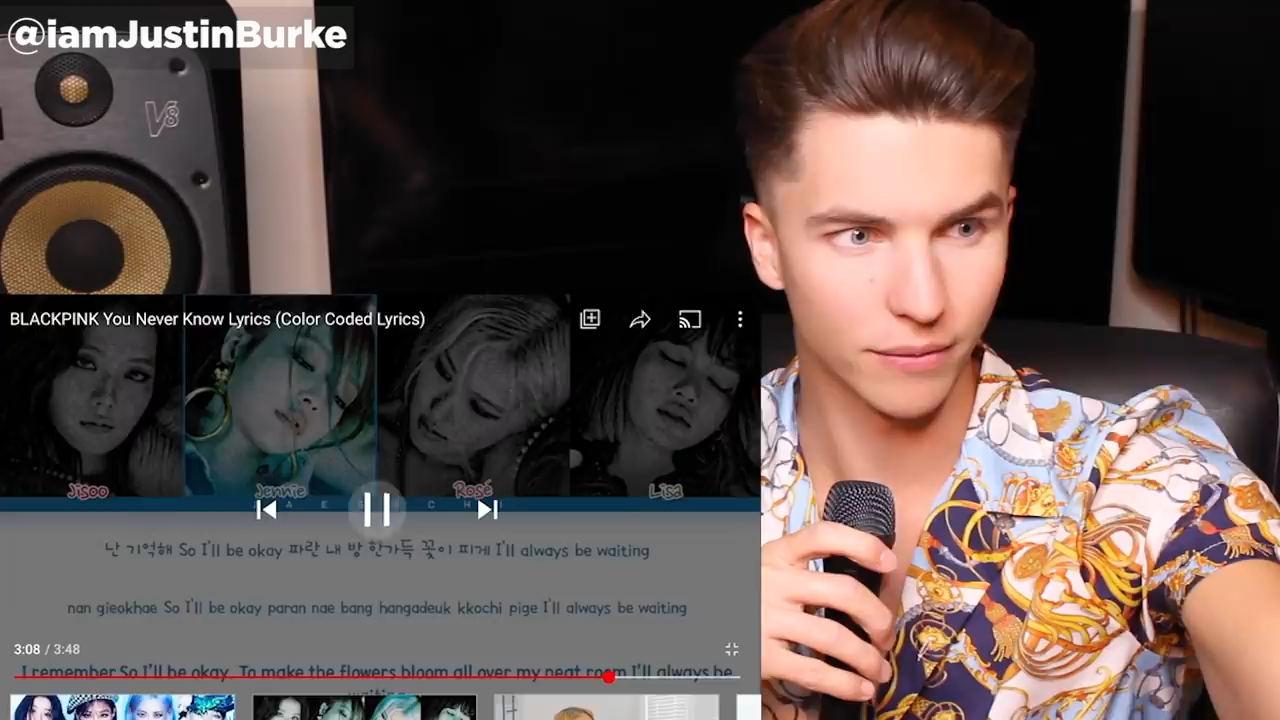 @iamJustinBurke
V8
BLACKPINK You Never Know Lyrics (Color Coded Lyrics)
Jisoo
Jennie
Rosé
Lisa
난 기억해 So I'll be okay 파란 내 방 한가득 꽃이 피게 I'll always be waiting
nan gieokhae So I'll be okay paran nae bang hangadeuk kkochi pige I'll always be waiting
3:08 / 3:48
I remember So I'll be okay. To make the flowers bloom all over my neat room I'll always be
waiting